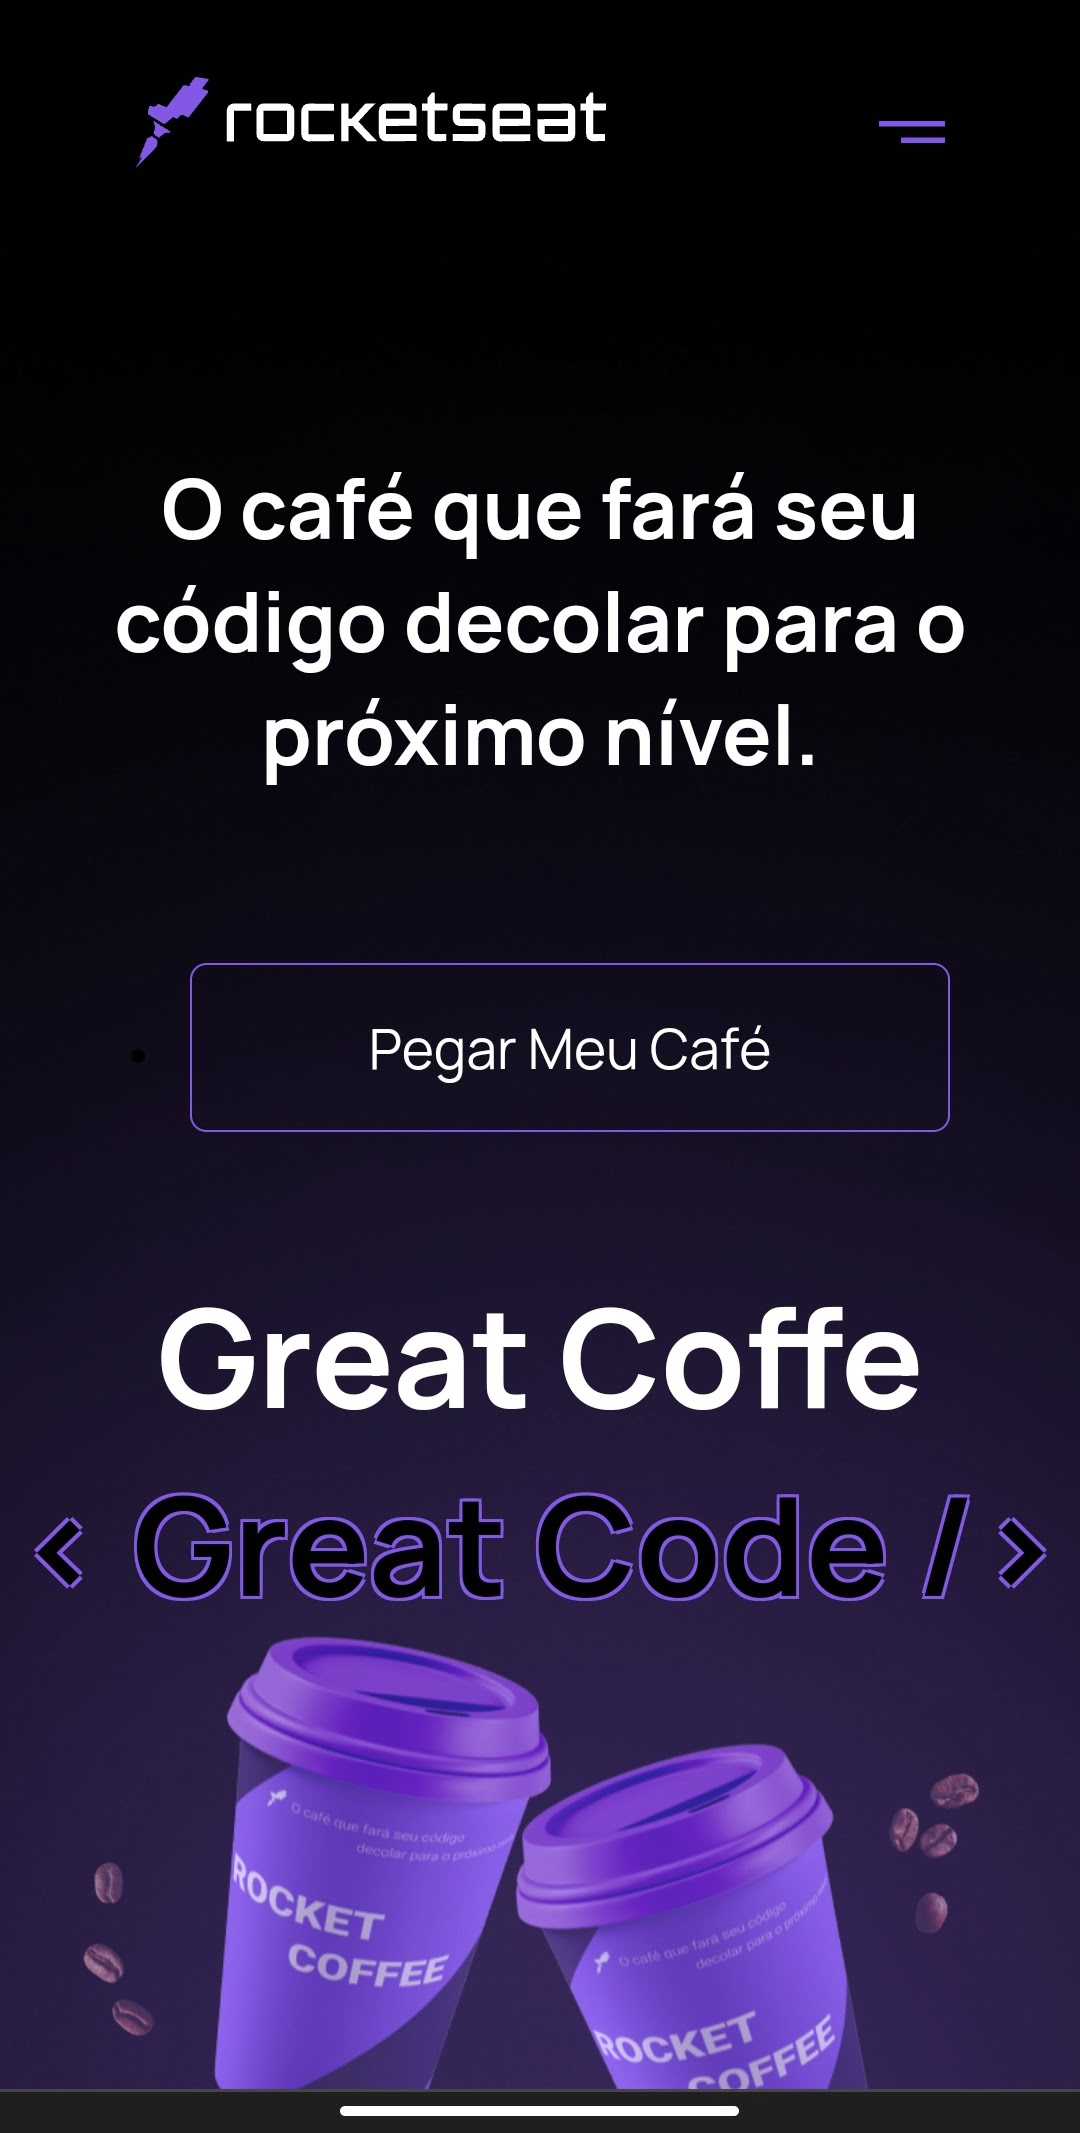 rocketseat
O café que fará seu
código decolar para o
próximo nível.
Pegar Meu Café
Great Coffe
< Great Code / >
O café que fará seu código
decolar para o próximo
ROCKET
COFFEE
O café que fará seu código
decolar para o próximo
ROCKET
COFFEE